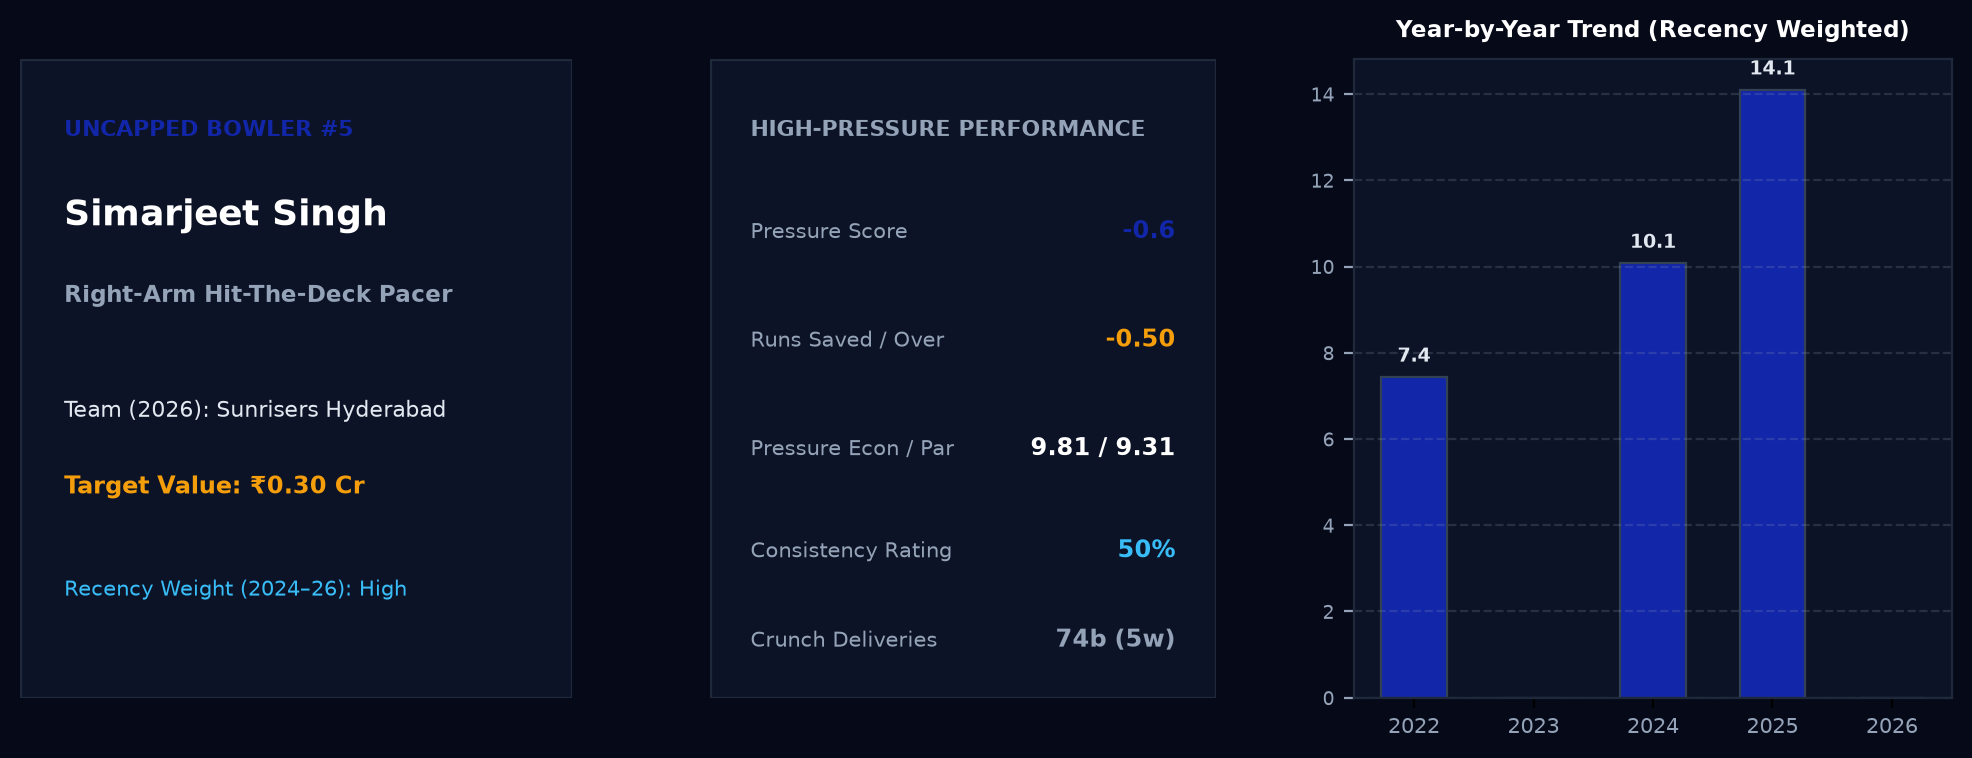 UNCAPPED BOWLER #5
Simarjeet Singh
Right-Arm Hit-The-Deck Pacer
Team (2026): Sunrisers Hyderabad
Target Value: ₹0.30 Cr
Recency Weight (2024–26): High
HIGH-PRESSURE PERFORMANCE
Pressure Score -0.6
Runs Saved / Over -0.50
Pressure Econ / Par 9.81 / 9.31
Consistency Rating 50%
Crunch Deliveries 74b (5w)
Year-by-Year Trend (Recency Weighted)
14.1
14
12
10.1
10
7.4
8
6
4
2
0
2022 2023 2024 2025 2026